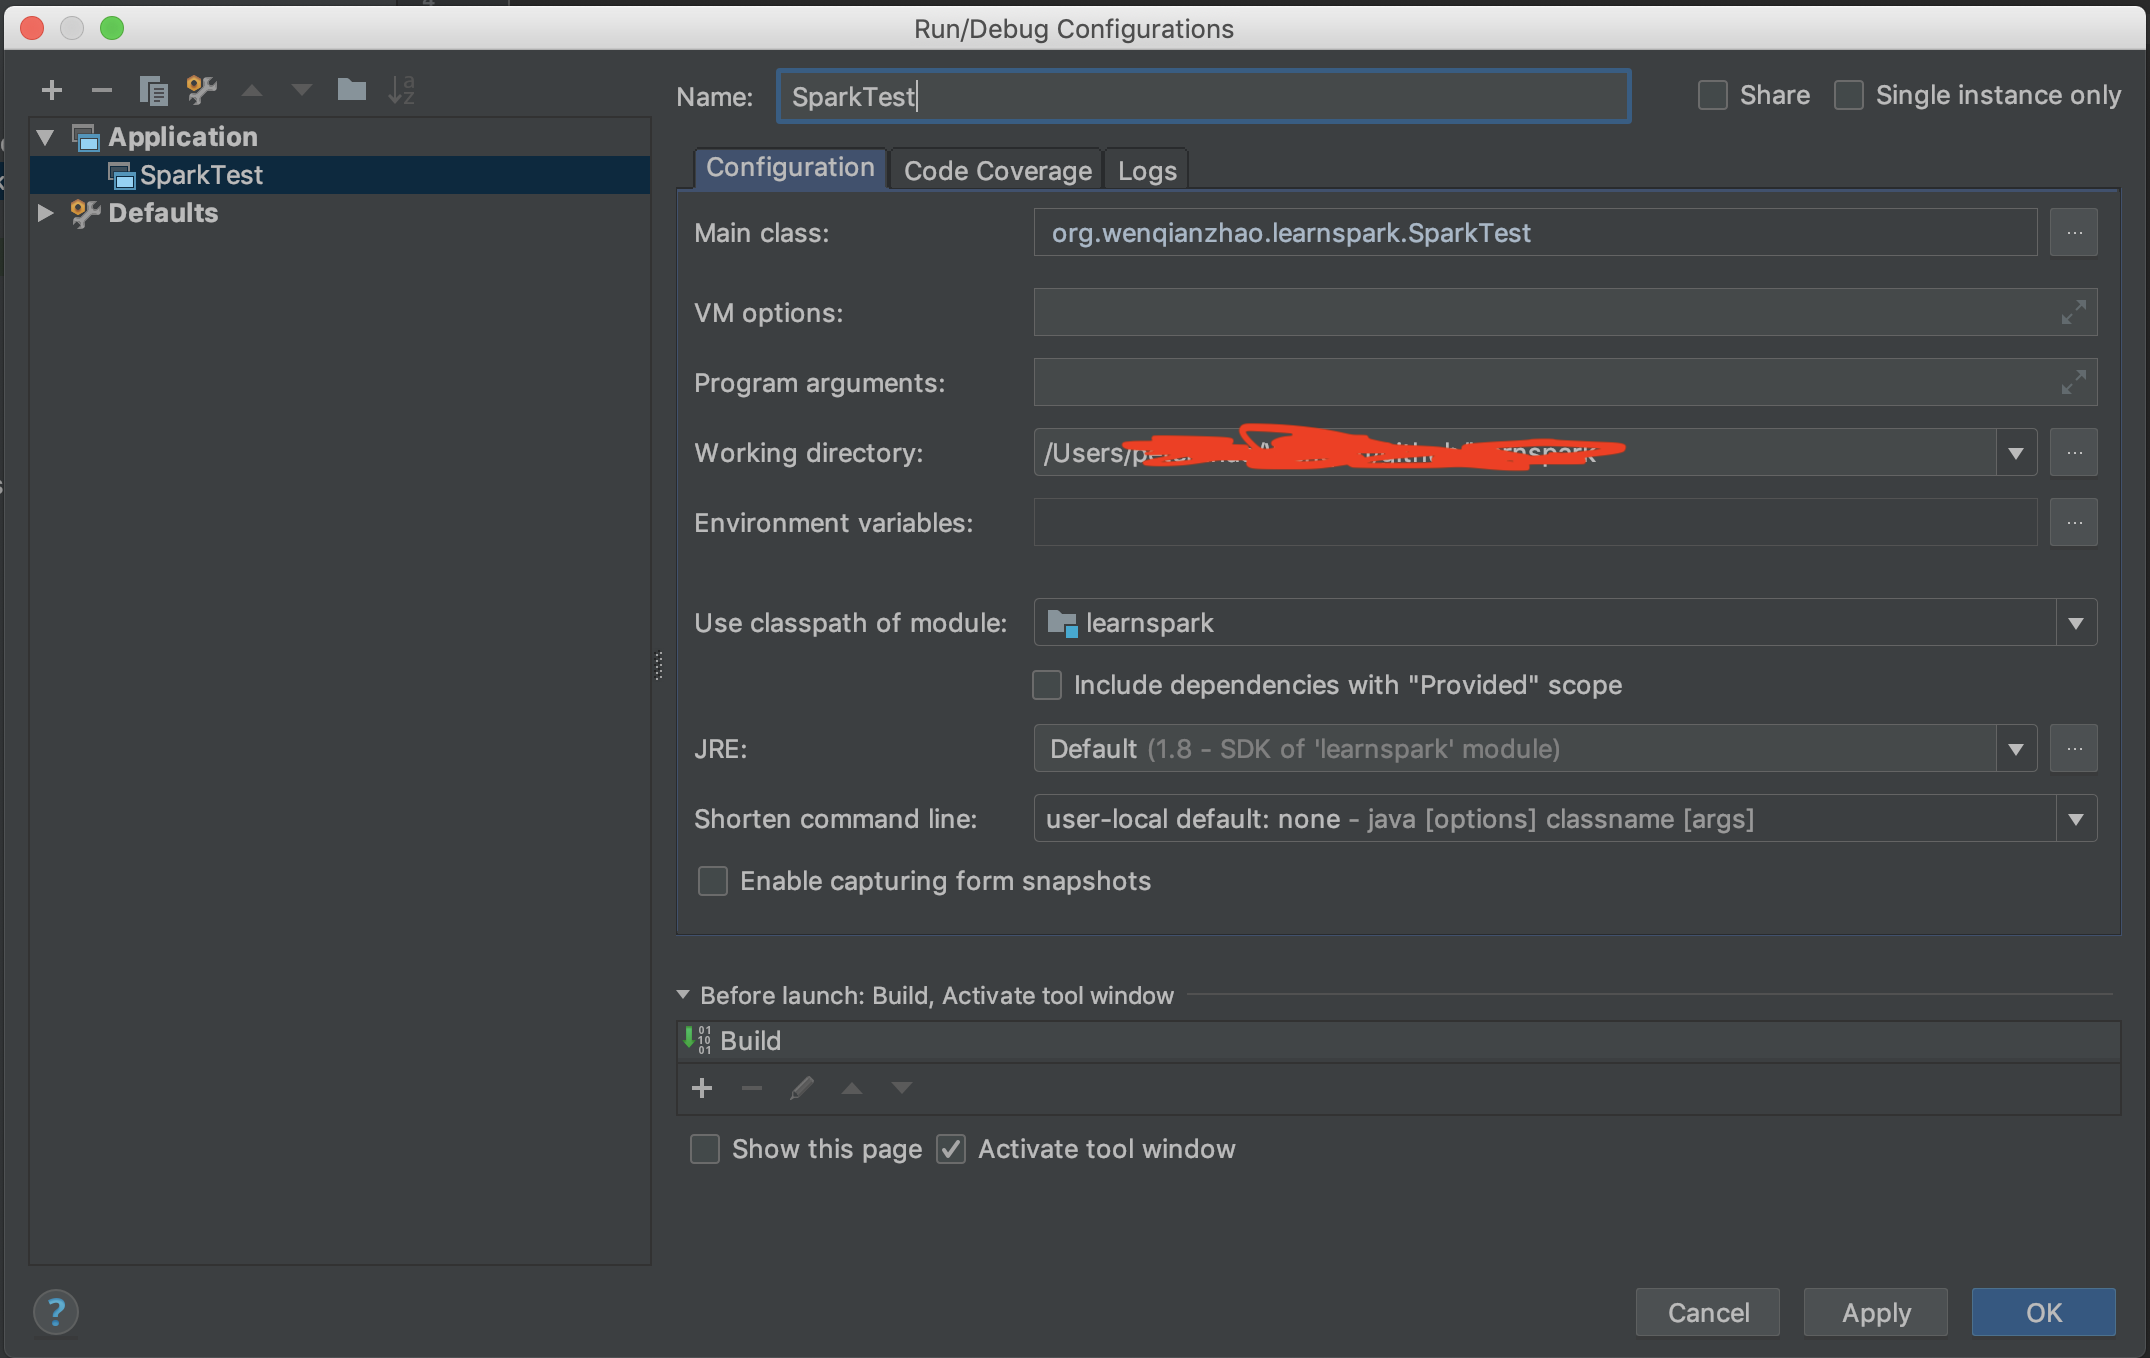 Run/Debug Configurations
Name: SparkTest Share Single instance only
Application
SparkTest
Defaults
Configuration Code Coverage Logs
Main class: org.wenqianzhao.learnspark.SparkTest ...
VM options:
Program arguments:
Working directory: /Users/ ...
Environment variables: ...
Use classpath of module: learnspark
Include dependencies with "Provided" scope
JRE: Default (1.8 - SDK of 'learnspark' module) ...
Shorten command line: user-local default: none - java [options] classname [args]
Enable capturing form snapshots
Before launch: Build, Activate tool window
Build
Show this page Activate tool window
? Cancel Apply OK